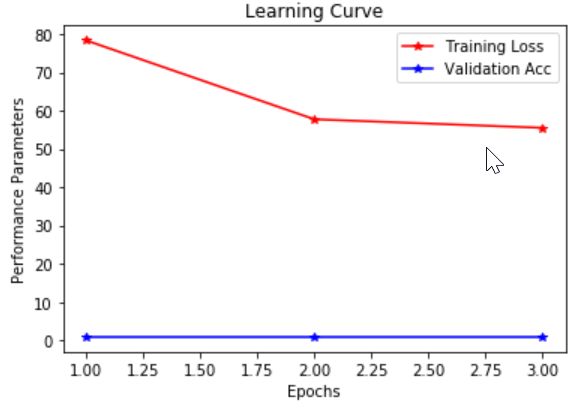 Learning Curve
Training Loss
Validation Acc
Performance Parameters
80
70
60
50
40
30
20
10
0
1.00 1.25 1.50 1.75 2.00 2.25 2.50 2.75 3.00
Epochs